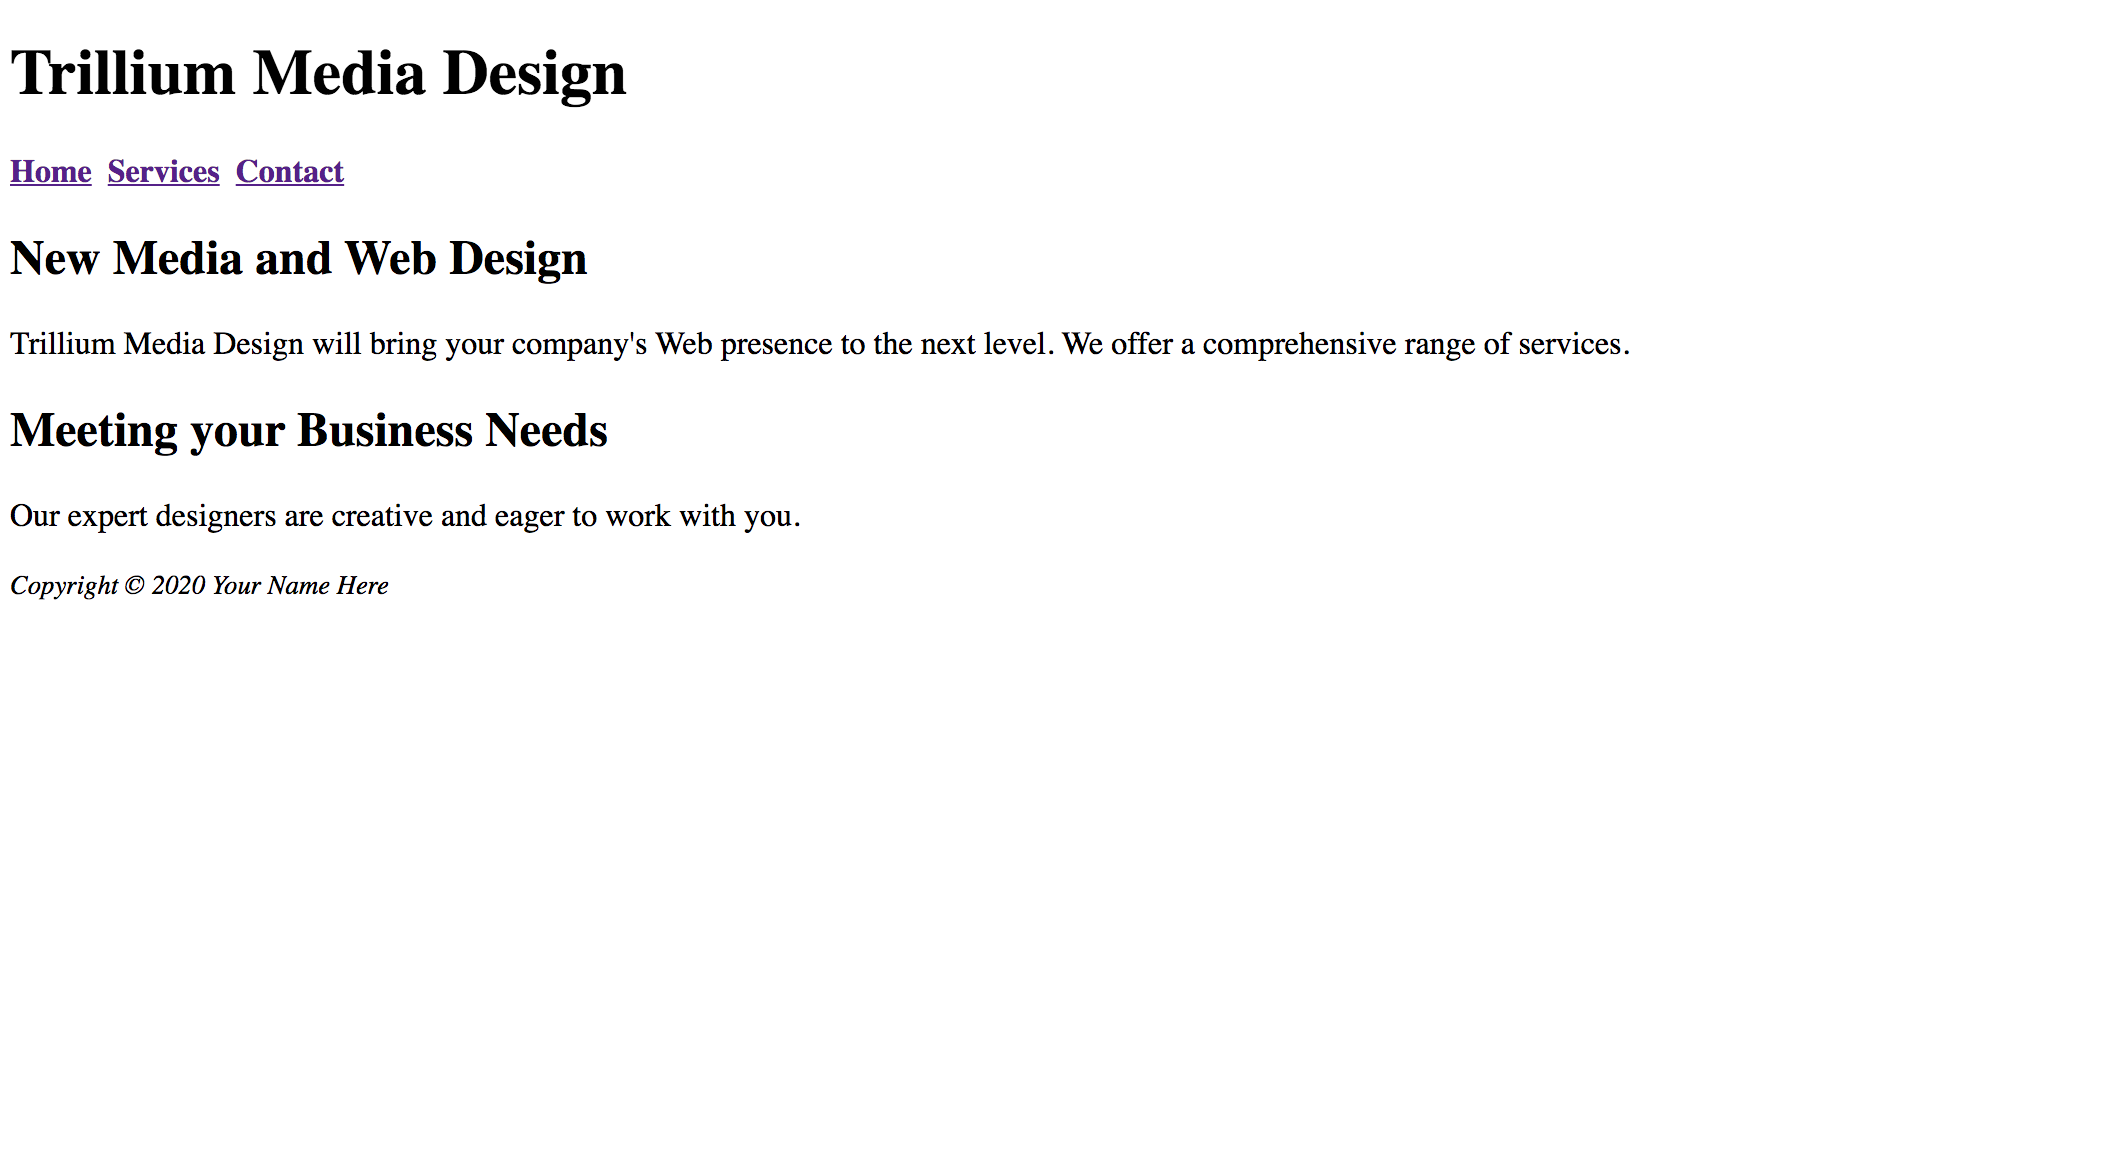 Trillium Media Design
Home Services Contact
New Media and Web Design
Trillium Media Design will bring your company's Web presence to the next level. We offer a comprehensive range of services.
Meeting your Business Needs
Our expert designers are creative and eager to work with you.
Copyright © 2020 Your Name Here